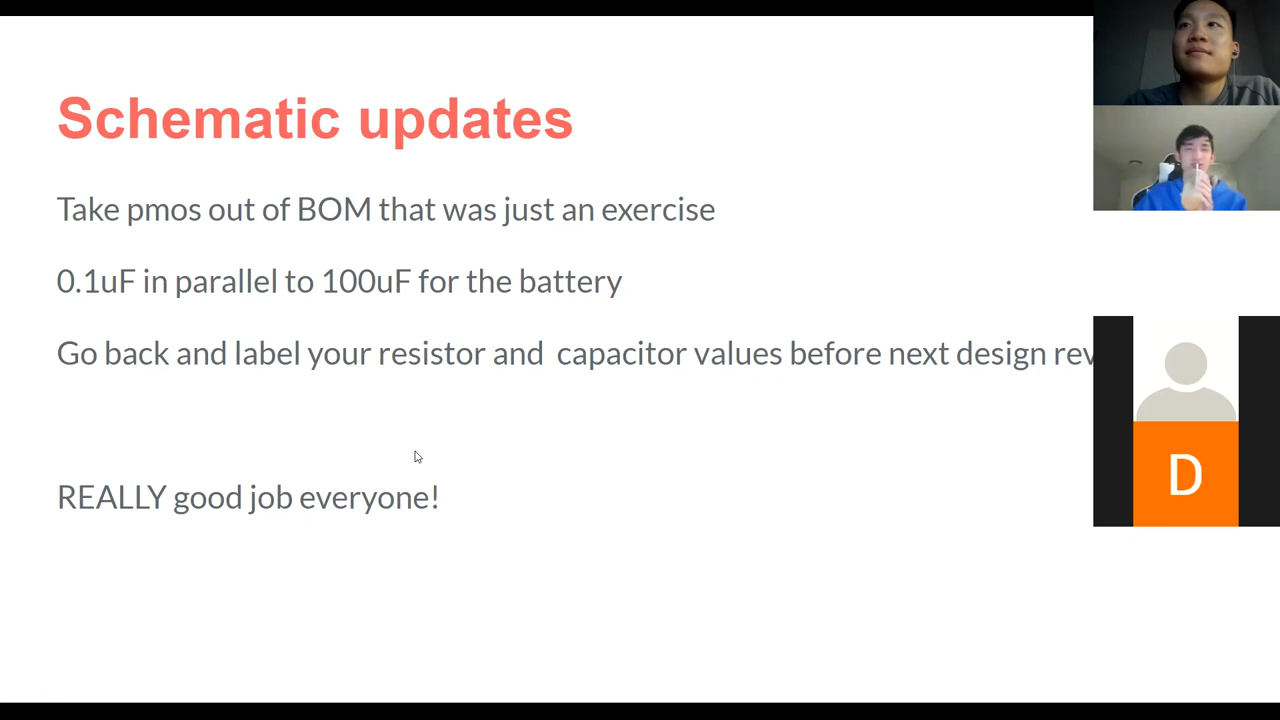 Schematic updates
Take pmos out of BOM that was just an exercise
0.1uF in parallel to 100uF for the battery
Go back and label your resistor and capacitor values before next design rev
REALLY good job everyone!
D